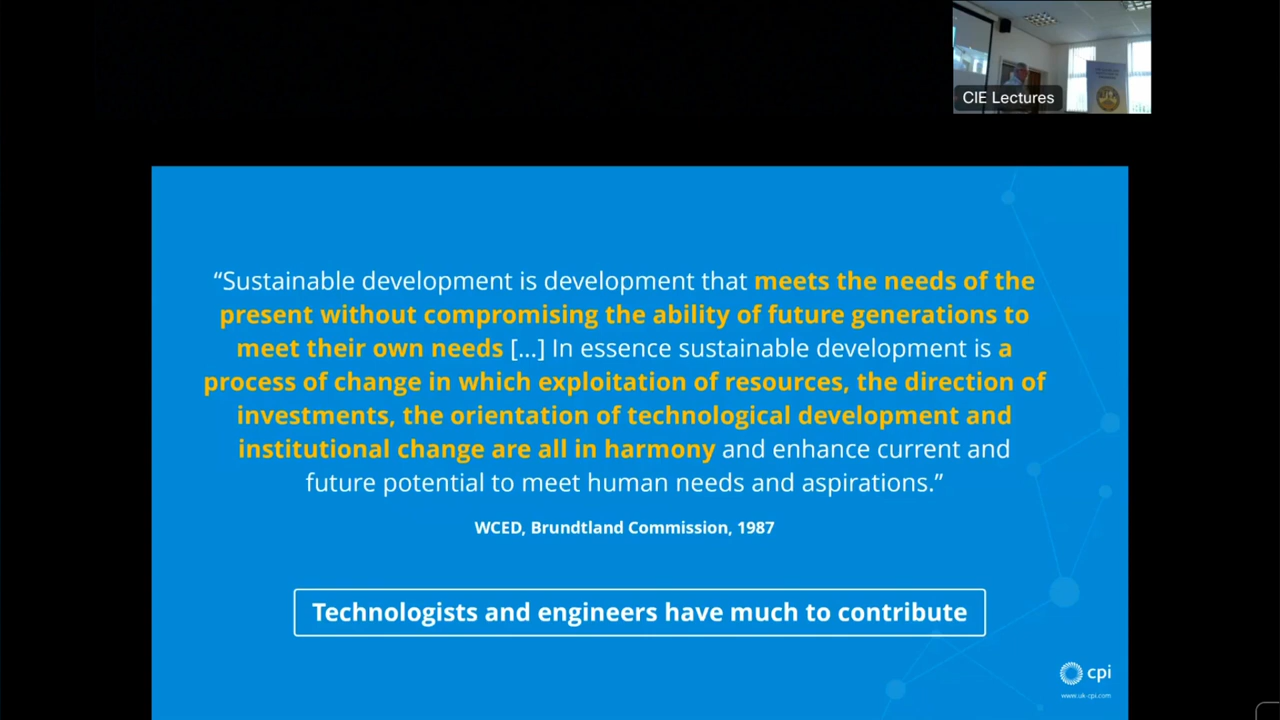 CIE Lectures
“Sustainable development is development that meets the needs of the
present without compromising the ability of future generations to
meet their own needs [...] In essence sustainable development is a
process of change in which exploitation of resources, the direction of
investments, the orientation of technological development and
institutional change are all in harmony and enhance current and
future potential to meet human needs and aspirations.”
WCED, Brundtland Commission, 1987
Technologists and engineers have much to contribute
cpi
www.uk-cpi.com